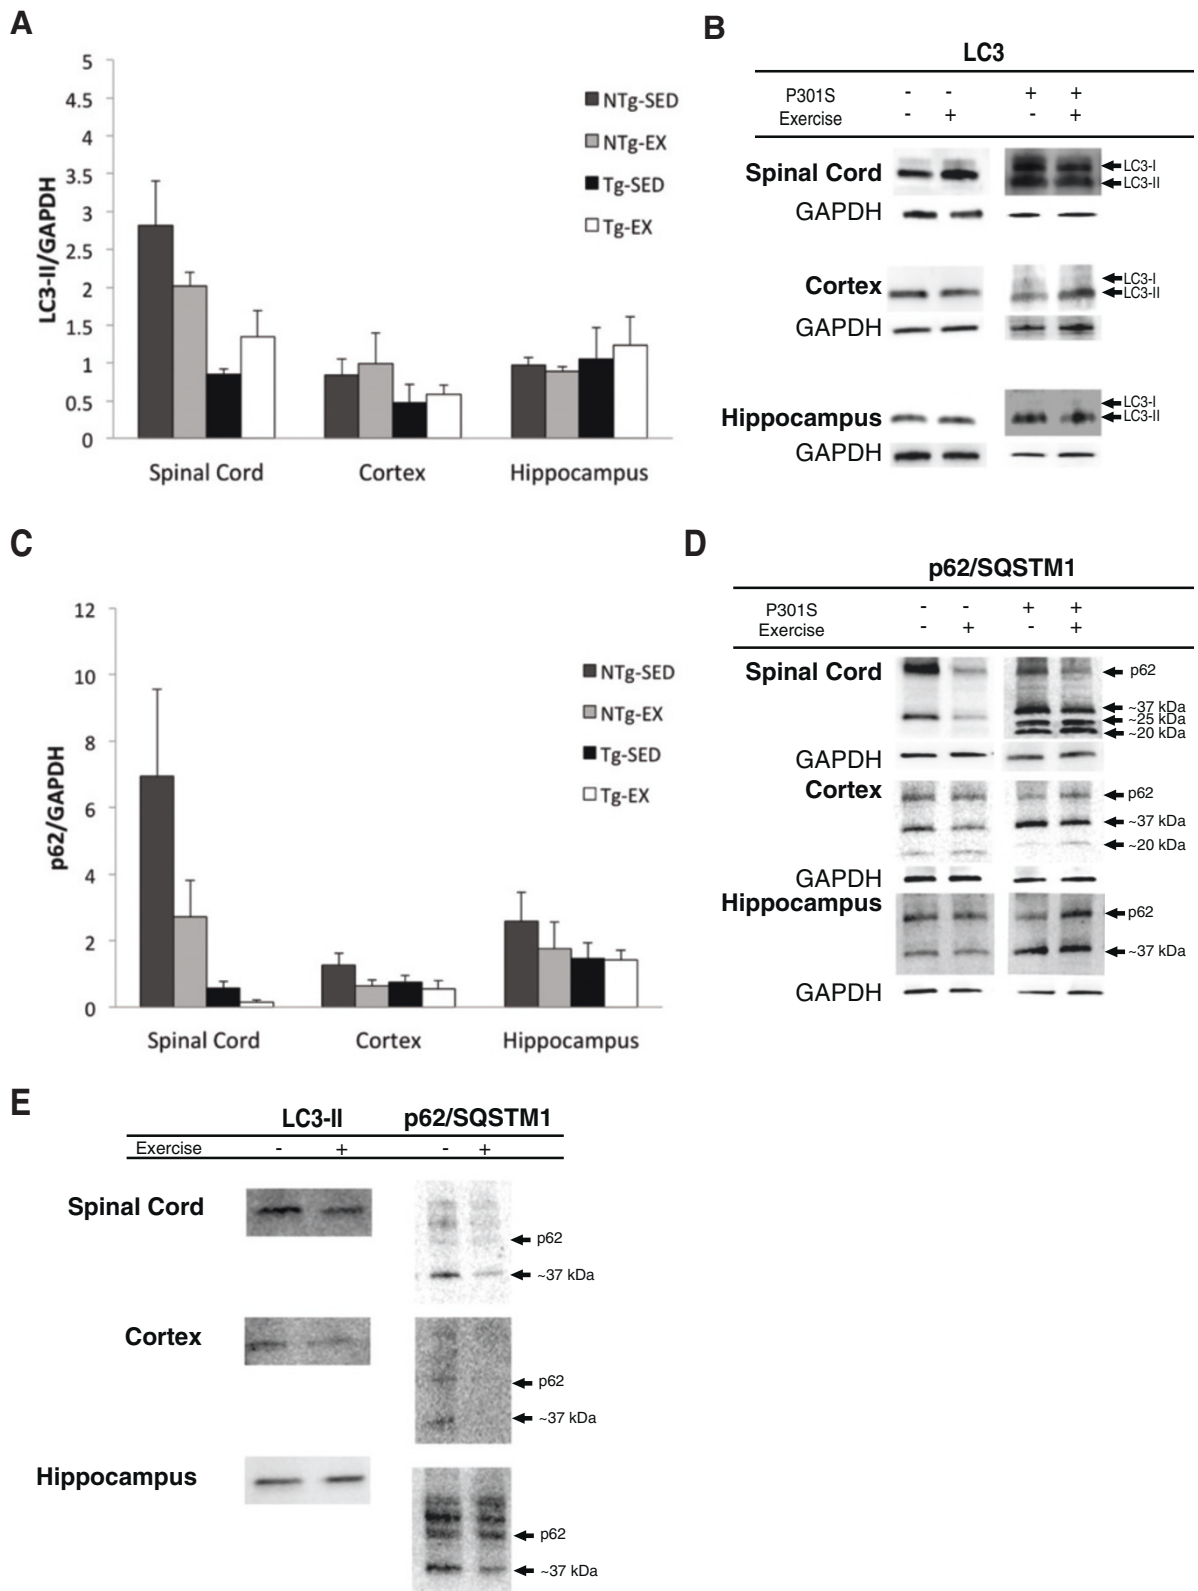 A
5
4.5
4
3.5
3
2.5
2
1.5
1
0.5
0
LC3-II/GAPDH
NTg-SED
NTg-EX
Tg-SED
Tg-EX
Spinal Cord Cortex Hippocampus
B
LC3
P301S - - + +
Exercise - + - +
Spinal Cord
LC3-I
LC3-II
GAPDH
Cortex
LC3-I
LC3-II
GAPDH
Hippocampus
LC3-I
LC3-II
GAPDH
C
12
10
8
6
4
2
0
p62/GAPDH
NTg-SED
NTg-EX
Tg-SED
Tg-EX
Spinal Cord Cortex Hippocampus
D
p62/SQSTM1
P301S - - + +
Exercise - + - +
Spinal Cord p62
~37 kDa
~25 kDa
~20 kDa
GAPDH
Cortex p62
~37 kDa
~20 kDa
GAPDH
Hippocampus p62
~37 kDa
GAPDH
E
LC3-II p62/SQSTM1
Exercise - + - +
Spinal Cord
p62
~37 kDa
Cortex
p62
~37 kDa
Hippocampus
p62
~37 kDa